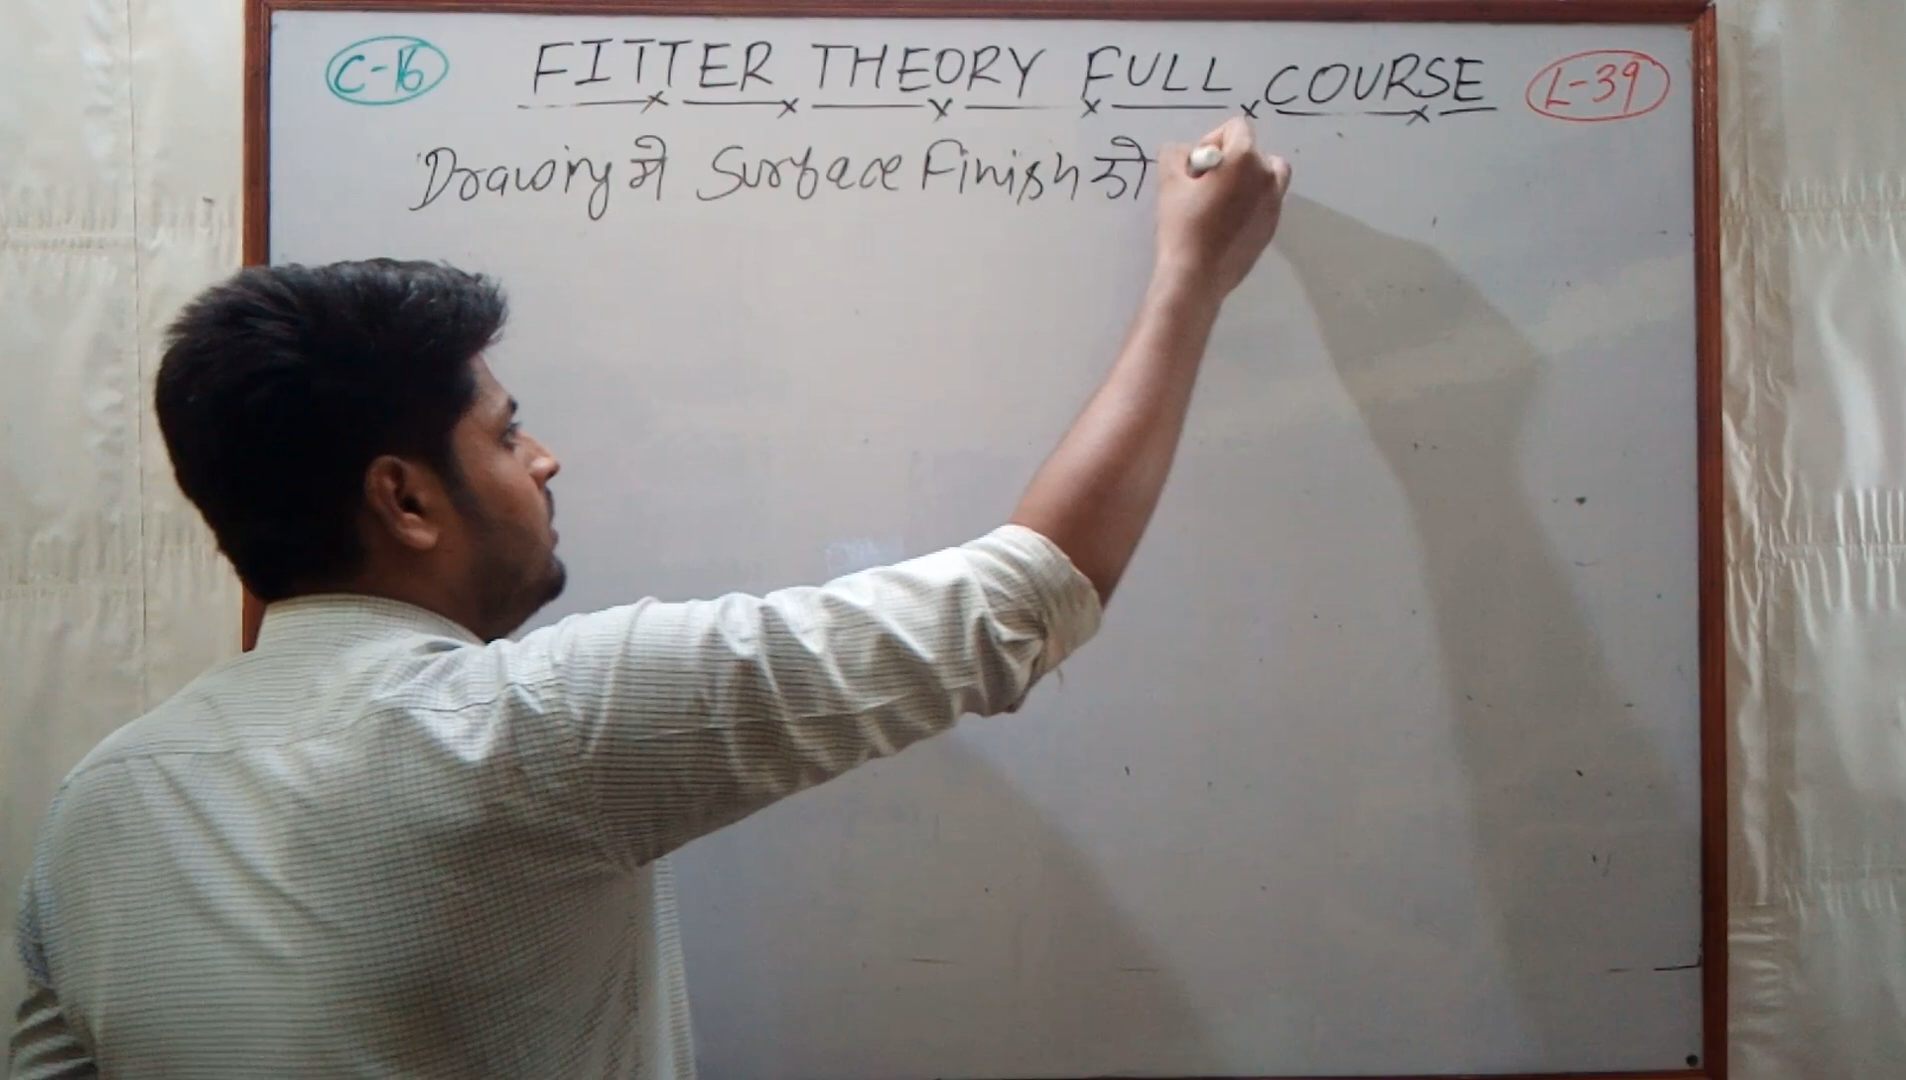 C-16 FITTER THEORY FULL COURSE L-39
Drawing मे Surface Finish को